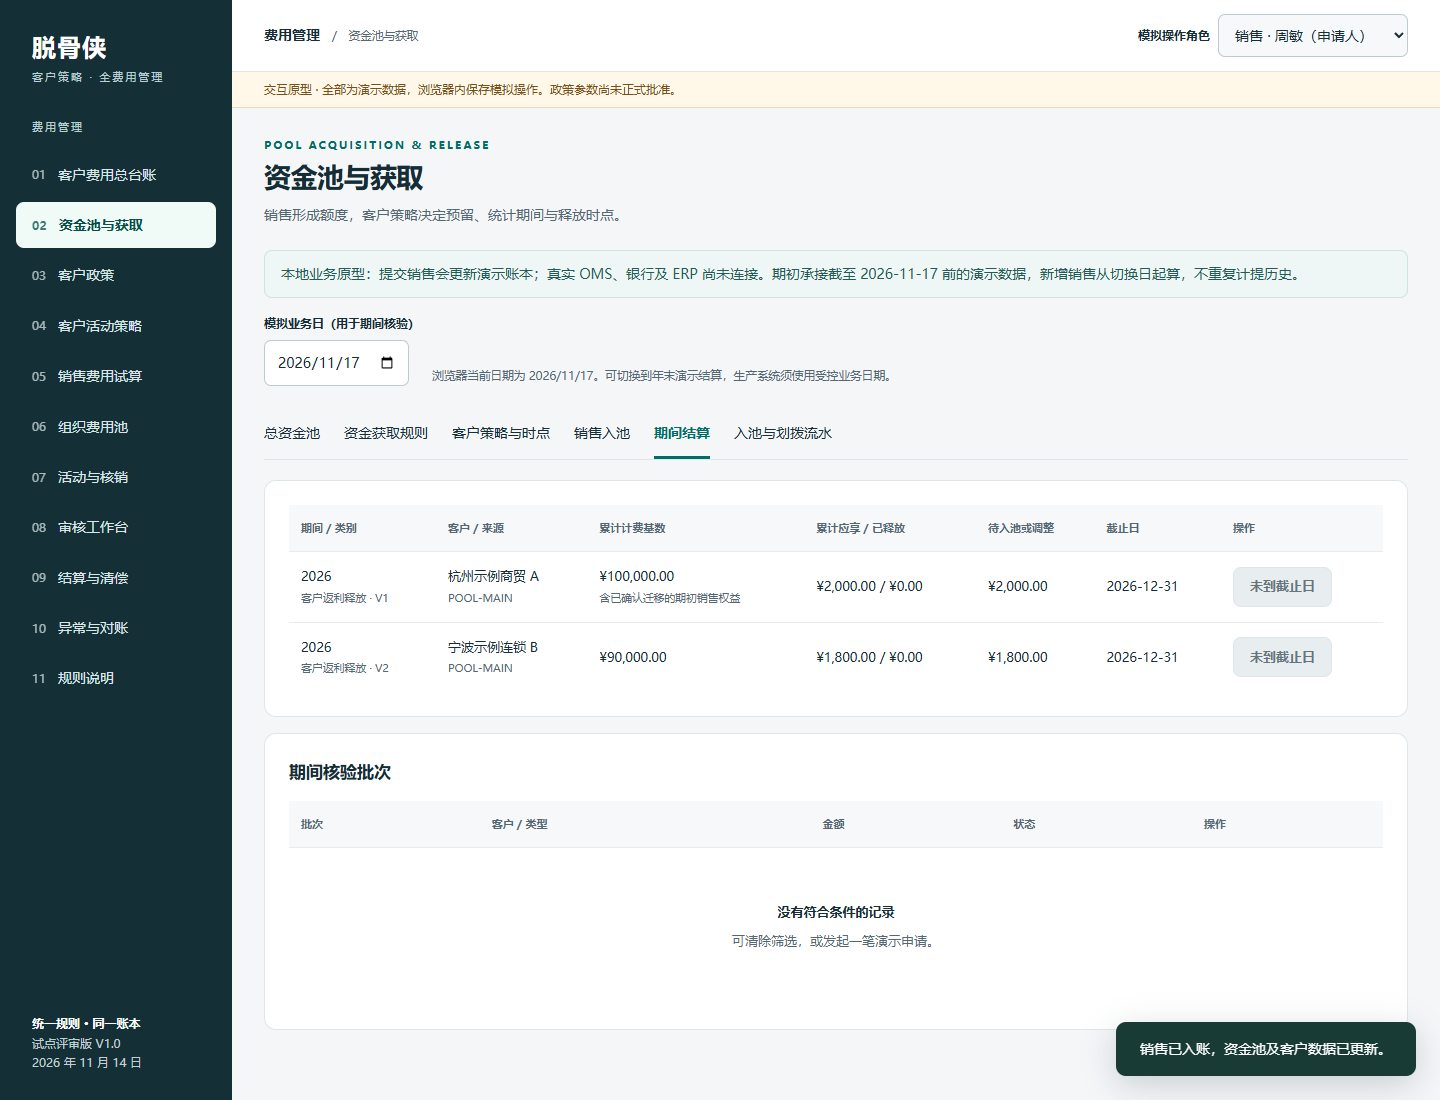 脱骨侠
客户策略 · 全费用管理
费用管理
01 客户费用总台账
02 资金池与获取
03 客户政策
04 客户活动策略
05 销售费用试算
06 组织费用池
07 活动与核销
08 审核工作台
09 结算与清偿
10 异常与对账
11 规则说明
统一规则 • 同一账本
试点评审版 V1.0
2026 年 11 月 14 日
费用管理 / 资金池与获取
模拟操作角色 销售 · 周敏（申请人）
交互原型 · 全部为演示数据，浏览器内保存模拟操作。政策参数尚未正式批准。
POOL ACQUISITION & RELEASE
资金池与获取
销售形成额度，客户策略决定预留、统计期间与释放时点。
本地业务原型：提交销售会更新演示账本；真实 OMS、银行及 ERP 尚未连接。期初承接截至 2026-11-17 前的演示数据，新增销售从切换日起算，不重复计提历史。
模拟业务日（用于期间核验）
2026/11/17
浏览器当前日期为 2026/11/17。可切换到年末演示结算，生产系统须使用受控业务日期。
总资金池 资金获取规则 客户策略与时点 销售入池 期间结算 入池与划拨流水
期间 / 类别 客户 / 来源 累计计费基数 累计应享 / 已释放 待入池或调整 截止日 操作
2026 杭州示例商贸 A ¥100,000.00 ¥2,000.00 / ¥0.00 ¥2,000.00 2026-12-31 未到截止日
客户返利释放 · V1 POOL-MAIN 含已确认迁移的期初销售权益
2026 宁波示例连锁 B ¥90,000.00 ¥1,800.00 / ¥0.00 ¥1,800.00 2026-12-31 未到截止日
客户返利释放 · V2 POOL-MAIN
期间核验批次
批次 客户 / 类型 金额 状态 操作
没有符合条件的记录
可清除筛选，或发起一笔演示申请。
销售已入账，资金池及客户数据已更新。